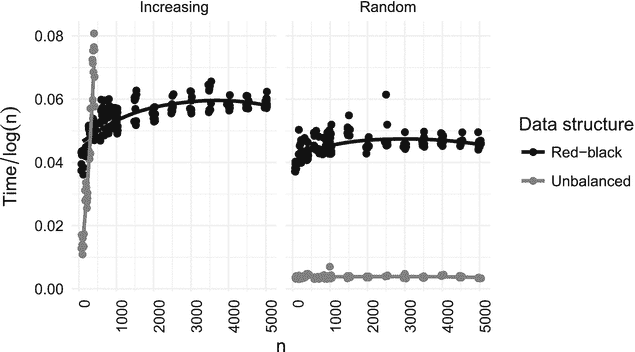 Increasing
Random
Time/log(n)
0.08
0.06
0.04
0.02
0.00
0
1000
2000
3000
4000
5000
0
1000
2000
3000
4000
5000
n
Data structure
Red−black
Unbalanced